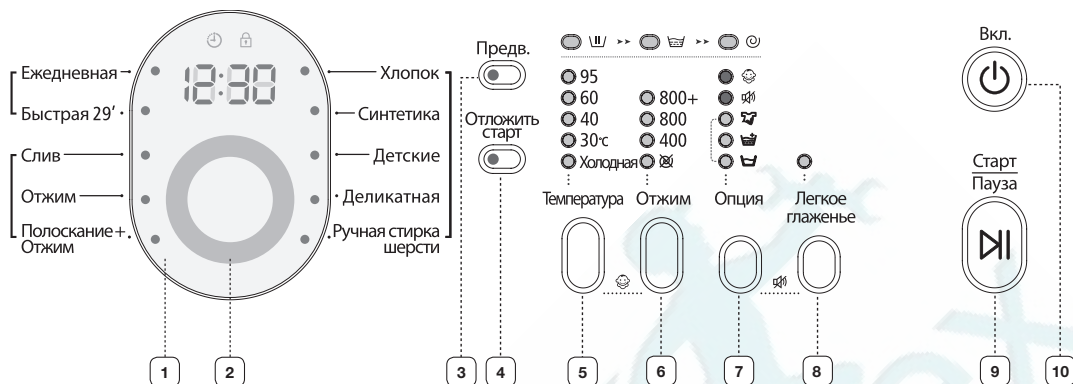 12:30
Ежедневная
Быстрая 29'
Слив
Отжим
Полоскание+
Отжим
Хлопок
Синтетика
Детские
Деликатная
Ручная стирка
шерсти
Предв.
Отложить
старт
95
60
40
30°c
Холодная
Температура
800+
800
400
Отжим
Опция
Легкое
глаженье
Вкл.
Старт
Пауза
1
2
3
4
5
6
7
8
9
10